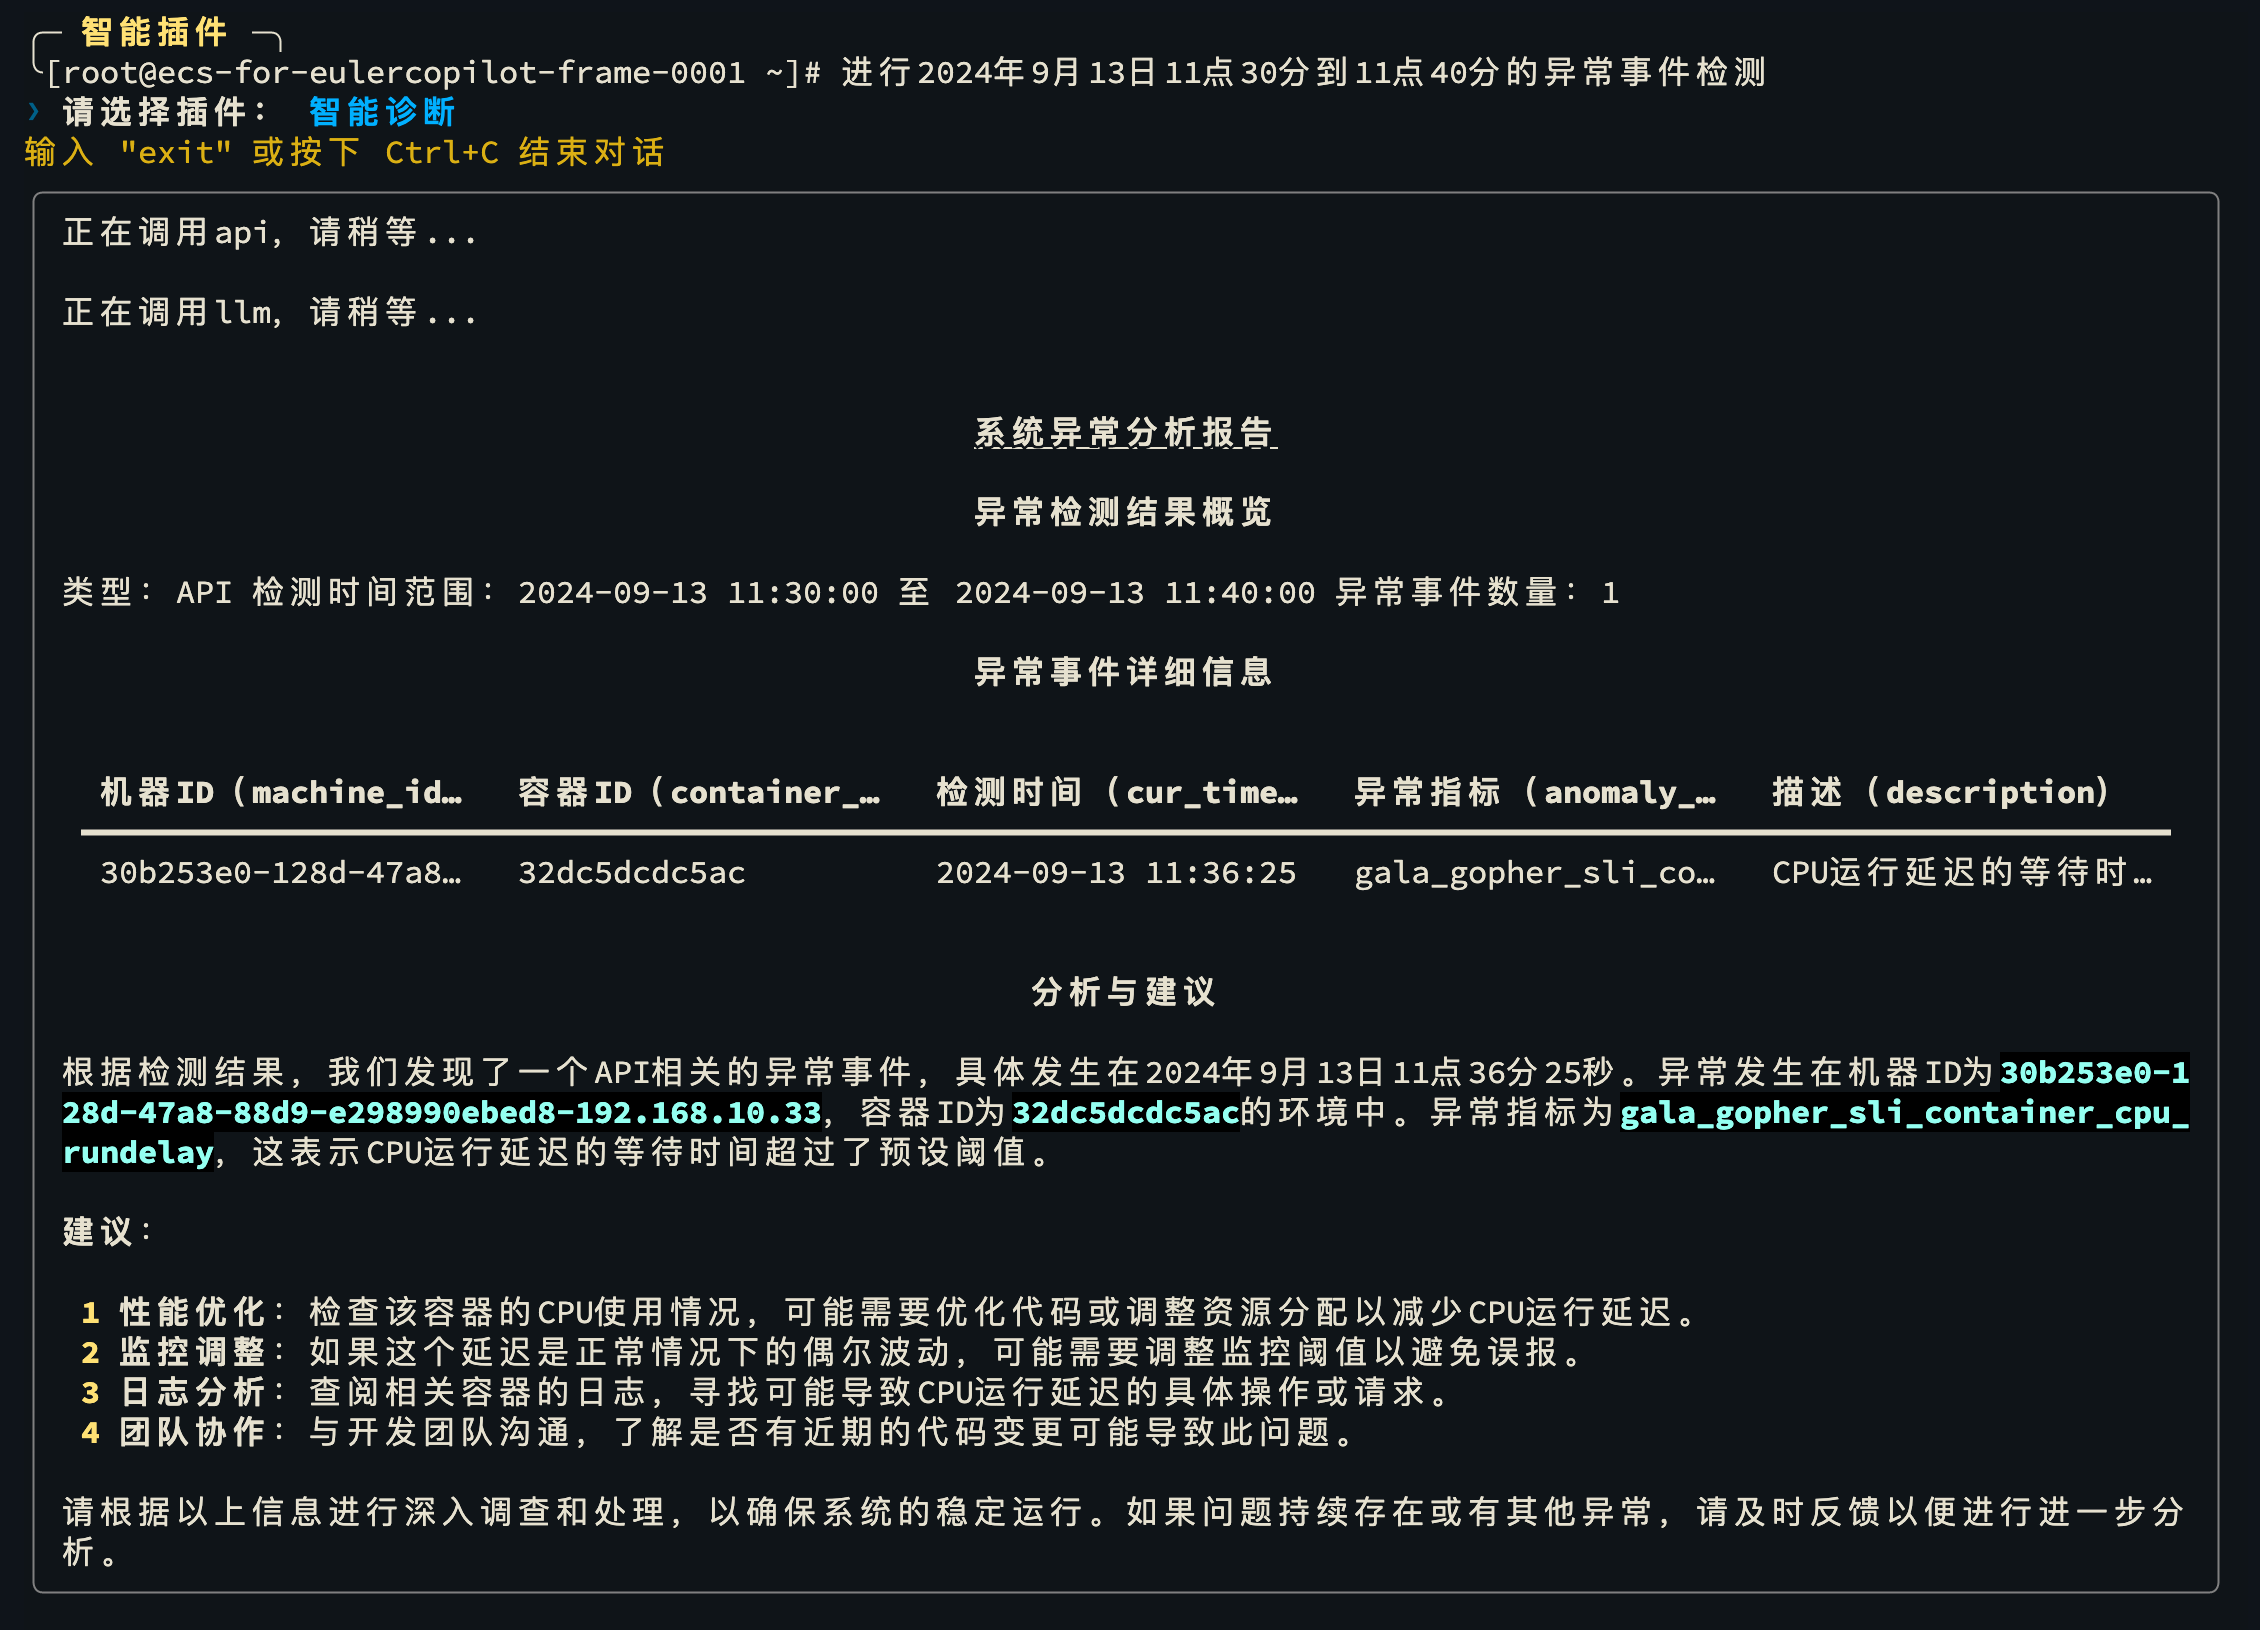 智能插件
[root@ecs-for-eulercopilot-frame-0001 ~]# 进行2024年9月13日11点30分到11点40分的异常事件检测
› 请选择插件： 智能诊断
输入 "exit" 或按下 Ctrl+C 结束对话
正在调用api，请稍等...
正在调用llm，请稍等...
系统异常分析报告
异常检测结果概览
类型：API 检测时间范围：2024-09-13 11:30:00 至 2024-09-13 11:40:00 异常事件数量：1
异常事件详细信息
机器ID（machine_id… 容器ID（container_… 检测时间（cur_time… 异常指标（anomaly_… 描述（description）
30b253e0-128d-47a8… 32dc5dcdc5ac 2024-09-13 11:36:25 gala_gopher_sli_co… CPU运行延迟的等待时…
分析与建议
根据检测结果，我们发现了一个API相关的异常事件，具体发生在2024年9月13日11点36分25秒。异常发生在机器ID为30b253e0-1
28d-47a8-88d9-e298990ebed8-192.168.10.33，容器ID为32dc5dcdc5ac的环境中。异常指标为gala_gopher_sli_container_cpu_
rundelay，这表示CPU运行延迟的等待时间超过了预设阈值。
建议：
1 性能优化：检查该容器的CPU使用情况，可能需要优化代码或调整资源分配以减少CPU运行延迟。
2 监控调整：如果这个延迟是正常情况下的偶尔波动，可能需要调整监控阈值以避免误报。
3 日志分析：查阅相关容器的日志，寻找可能导致CPU运行延迟的具体操作或请求。
4 团队协作：与开发团队沟通，了解是否有近期的代码变更可能导致此问题。
请根据以上信息进行深入调查和处理，以确保系统的稳定运行。如果问题持续存在或有其他异常，请及时反馈以便进行进一步分
析。